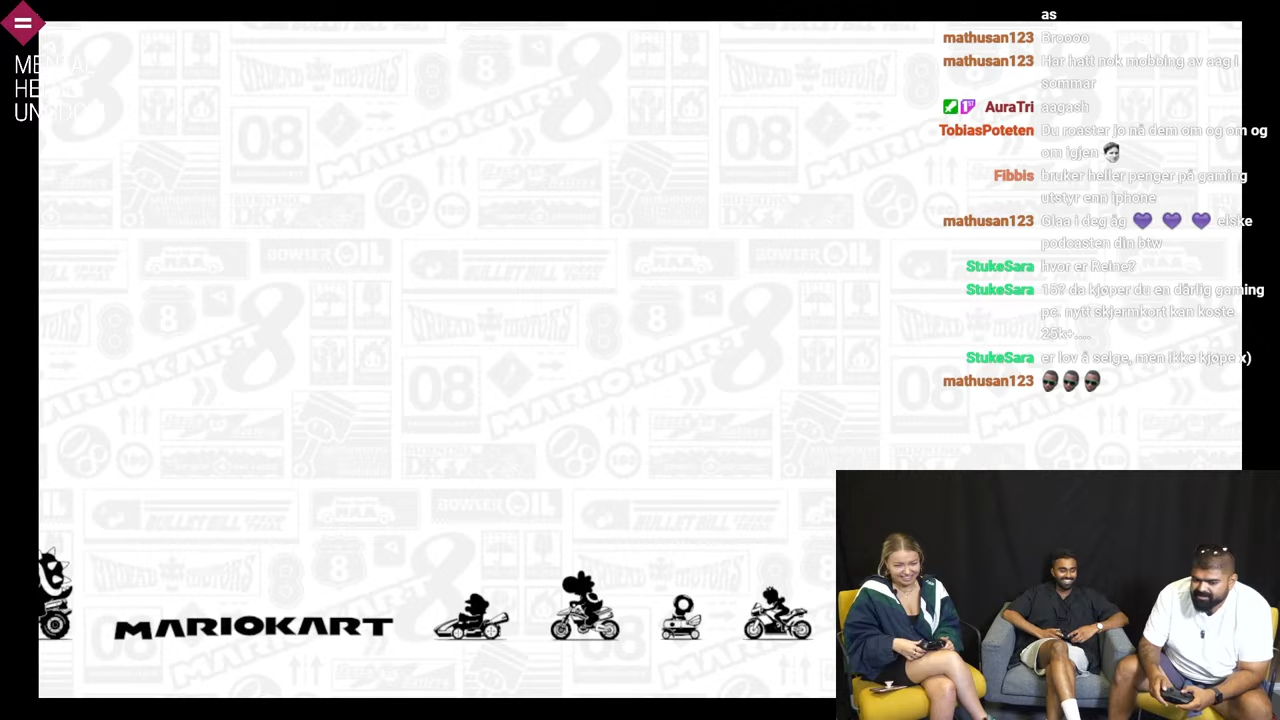 MENTAL
HELSE
UNGDOM
as
mathusan123 Broooo
mathusan123 Har hatt nok mobbing av aag i
sommar
AuraTri aagash
TobiasPoteten Du roaster jo nå dem om og om og
om igjen
Fibbis bruker heller penger på gaming
utstyr enn iphone
mathusan123 Glaa i deg åg elske
podcasten din btw
StukeSara hvor er Reine?
StukeSara 15? da kjøper du en dårlig gaming
pc. nytt skjermkort kan koste
25k+....
StukeSara er lov å selge, men ikke kjøpe x)
mathusan123
MARIOKART